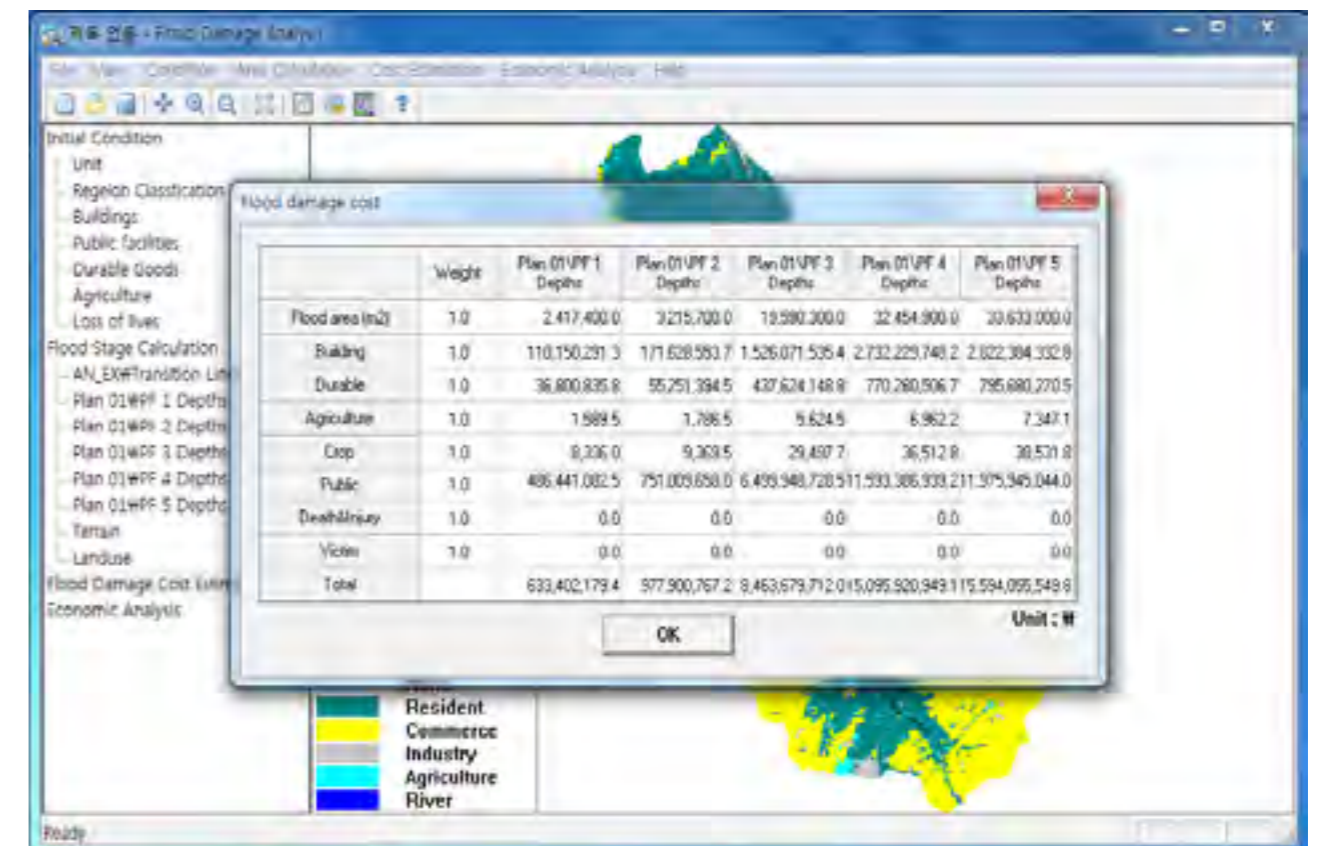 Flood Damage Analysis
File View Condition Area Calculation Cost Estimation Economic Analysis Help
Initial Condition
Unit
Regeion Classfication
Buildings
Public facilities
Durable Goods
Agriculture
Loss of lives
Flood Stage Calculation
Plan 01₩PF 1 Depths
Plan 01₩PF 2 Depths
Plan 01₩PF 3 Depths
Plan 01₩PF 4 Depths
Plan 01₩PF 5 Depths
Terrain
Landuse
Flood Damage Cost
Economic Analysis
Flood damage cost
Weight Plan 01\PF 1 Depths Plan 01\PF 2 Depths Plan 01\PF 3 Depths Plan 01\PF 4 Depths Plan 01\PF 5 Depths
Flood area (m2) 1.0 2,417,400.0 3,215,700.0 19,590,300.0 32,454,900.0 33,633,000.0
Building 1.0 110,150,291.3 171,628,593.7 1,526,071,535.4 2,732,229,748.2 2,822,384,332.8
Durable 1.0 36,800,835.8 55,251,394.5 437,624,148.8 770,260,506.7 795,680,270.5
Agriculture 1.0 1,589.5 1,786.5 5,624.5 6,962.2 7,347.1
Crop 1.0 8,336.0 9,369.5 29,497.7 36,512.8 38,531.8
Public 1.0 486,441,082.5 751,009,658.0 6,499,948,728.5 11,593,386,939.2 11,975,945,044.0
Death&Injury 1.0 0.0 0.0 0.0 0.0 0.0
Victim 1.0 0.0 0.0 0.0 0.0 0.0
Total 633,402,179.4 977,900,767.2 8,463,679,712.0 15,095,920,949.1 15,594,055,549.8
Unit : ₩
OK
Resident
Commerce
Industry
Agriculture
River
Ready